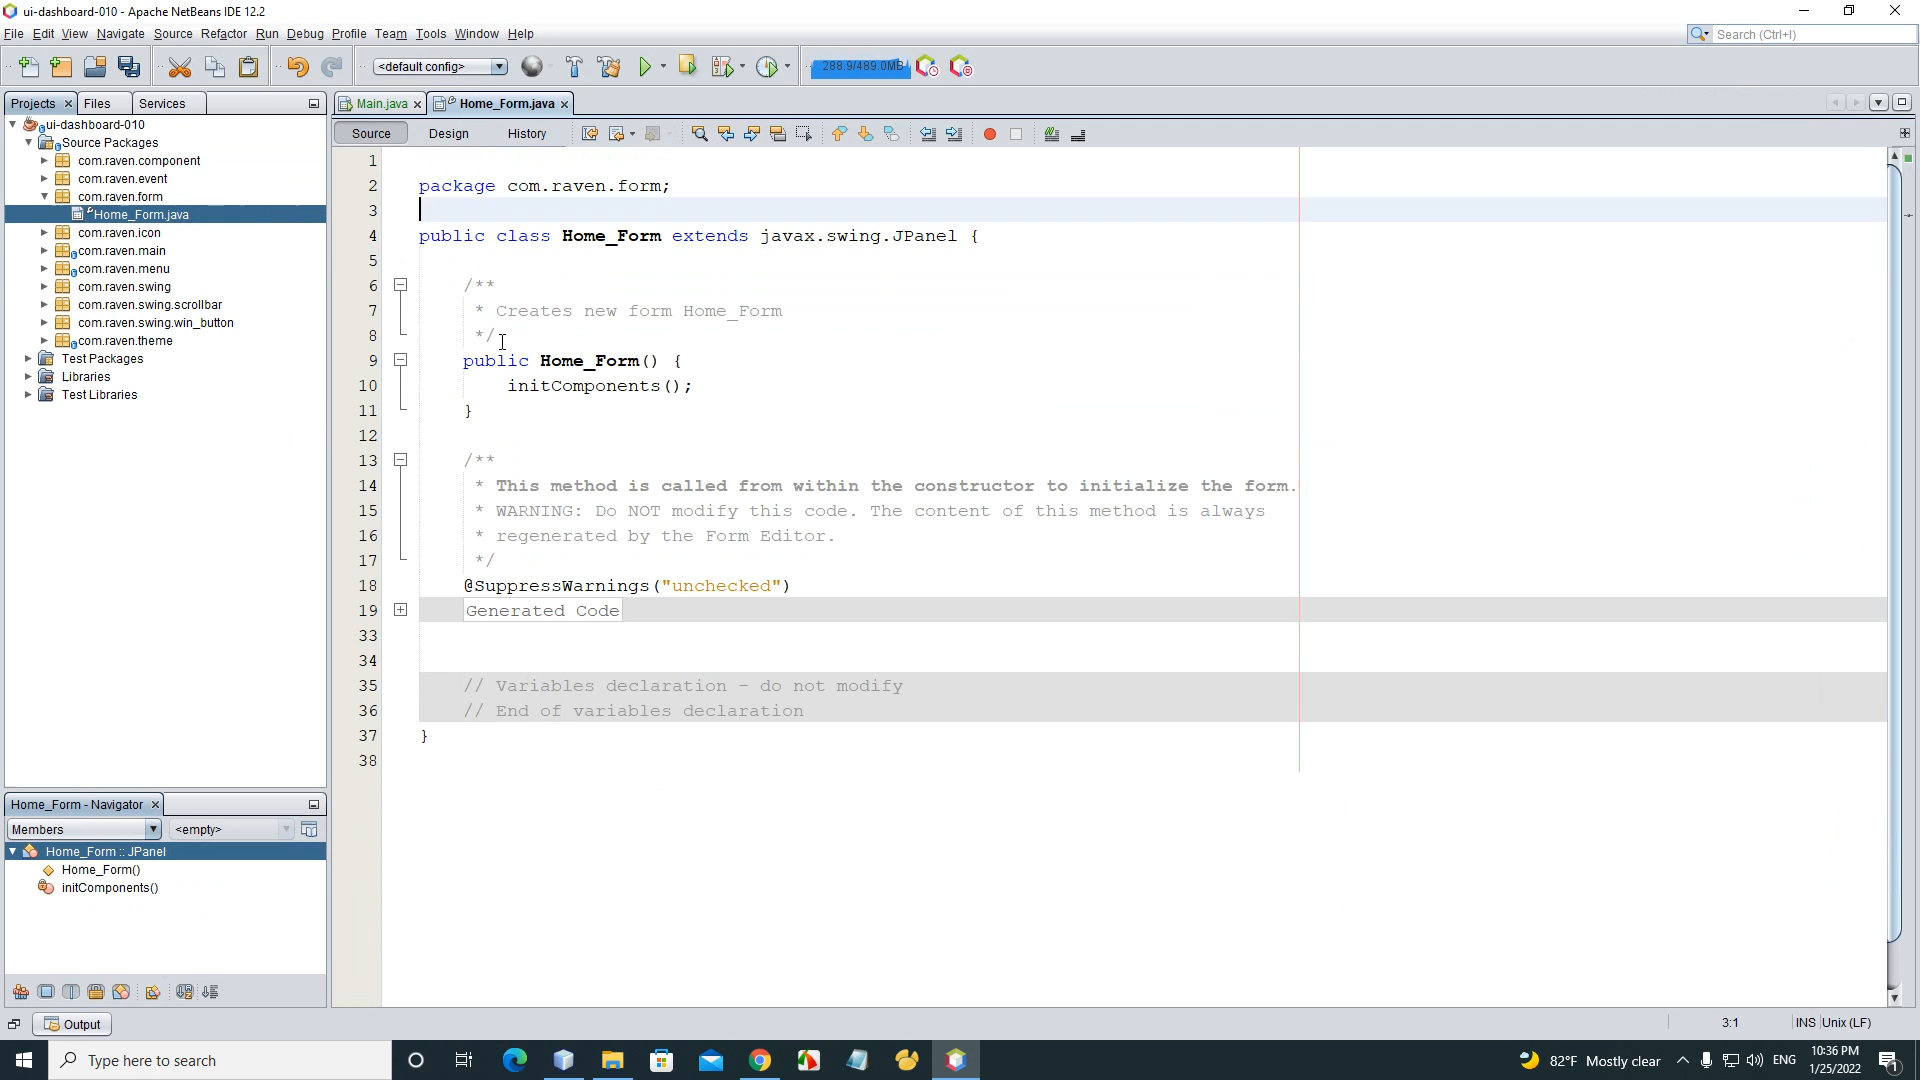 ui-dashboard-010 - Apache NetBeans IDE 12.2
File Edit View Navigate Source Refactor Run Debug Profile Team Tools Window Help
Search (Ctrl+I)
<default config>
288.9/489.0MB
Projects Files Services
Main.java Home_Form.java
Source Design History
ui-dashboard-010
Source Packages
com.raven.component
com.raven.event
com.raven.form
Home_Form.java
com.raven.icon
com.raven.main
com.raven.menu
com.raven.swing
com.raven.swing.scrollbar
com.raven.swing.win_button
com.raven.theme
Test Packages
Libraries
Test Libraries
1
2 package com.raven.form;
3
4 public class Home_Form extends javax.swing.JPanel {
5
6 /**
7 * Creates new form Home_Form
8 */
9 public Home_Form() {
10 initComponents();
11 }
12
13 /**
14 * This method is called from within the constructor to initialize the form.
15 * WARNING: Do NOT modify this code. The content of this method is always
16 * regenerated by the Form Editor.
17 */
18 @SuppressWarnings("unchecked")
19 Generated Code
33
34
35 // Variables declaration - do not modify
36 // End of variables declaration
37 }
38
Home_Form - Navigator
Members <empty>
Home_Form :: JPanel
Home_Form()
initComponents()
Output
3:1 INS Unix (LF)
Type here to search
82°F Mostly clear
ENG
10:36 PM
1/25/2022
1